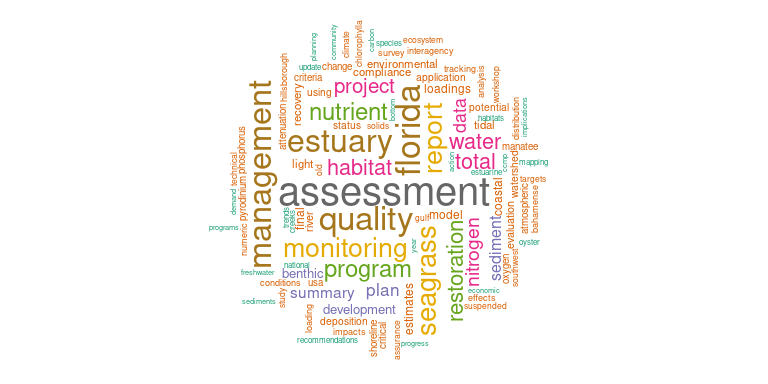 community
carbon
chlorophylla
planning
climate
species
ecosystem
survey
interagency
update
change
environmental
tracking
compliance
application
analysis
workshop
hillsborough
criteria
using
project
loadings
recovery
nutrient
bottom
florida
report
data
potential
habitats
distribution
implications
attenuation
status
solids
tidal
estuary
water
manatee
light
old
habitat
action
total
ccmp
mapping
estuarine
watershed
technical
phosphorus
management
assessment
targets
demand
pyrodinium
coastal
atmospheric
bahamense
programs
numeric
trends
creeks
final
river
quality
gulf
model
evaluation
oyster
monitoring
year
seagrass
restoration
nitrogen
sediment
oxygen
southwest
national
freshwater
benthic
program
conditions
usa
economic
sediments
study
summary
plan
estimates
effects
suspended
development
loading
deposition
impacts
shoreline
critical
assurance
recommendations
progress